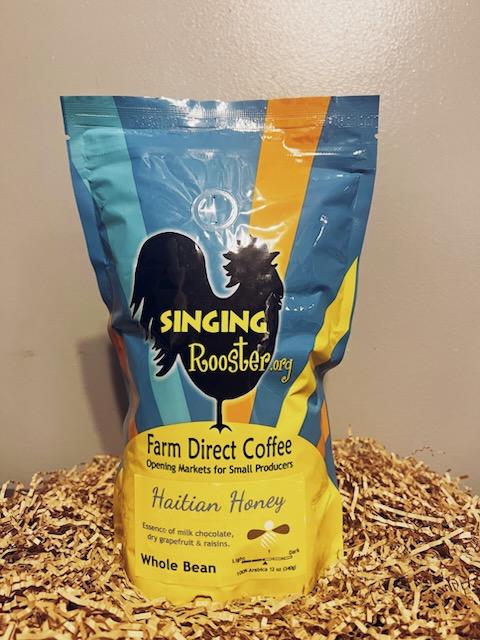 SINGING
Rooster.org
Farm Direct Coffee
Opening Markets for Small Producers
Haitian Honey
Essence of milk chocolate,
dry grapefruit & raisins.
Light Dark
Whole Bean
100% Arabica 12 oz (340g)